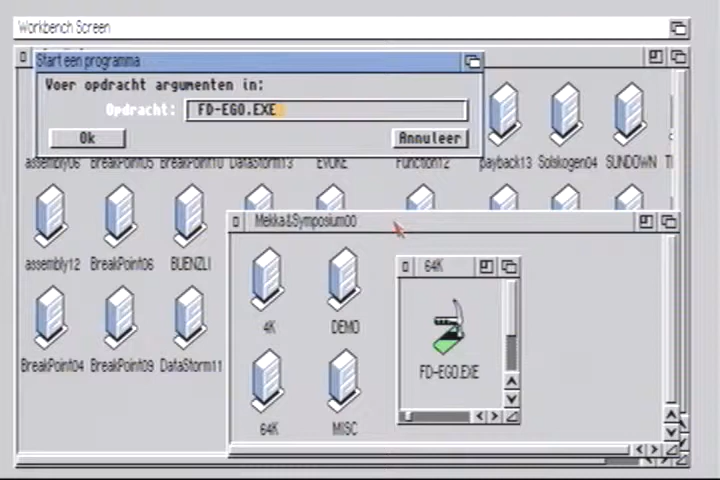 Workbench Screen
Start een programma
Voer opdracht argumenten in:
Opdracht: FD-EGO.EXE
Ok Annuleer
assembly06 BreakPoint05 BreakPoint10 DataStorm13 EVOKE Function12 payback13 Solskogen04 SUNDOWN
assembly12 BreakPoint06 BUENZLI
Mekka&Symposium00
64K
4K DEMO
FD-EGO.EXE
BreakPoint04 BreakPoint09 DataStorm11
64K MISC